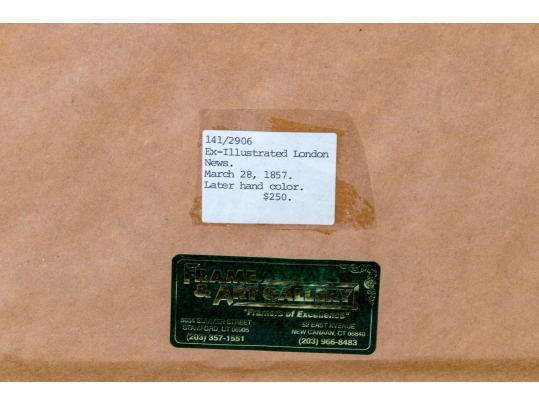 141/2906
Ex-Illustrated London
News.
March 28, 1857.
Later hand color.
$250.
FRAME
& ART GALLERY
"Framers of Excellence"
STREET
STAMFORD, CT 06905
(203) 357-1551
52 EAST AVENUE
NEW CANAAN, CT 06840
(203) 966-8483